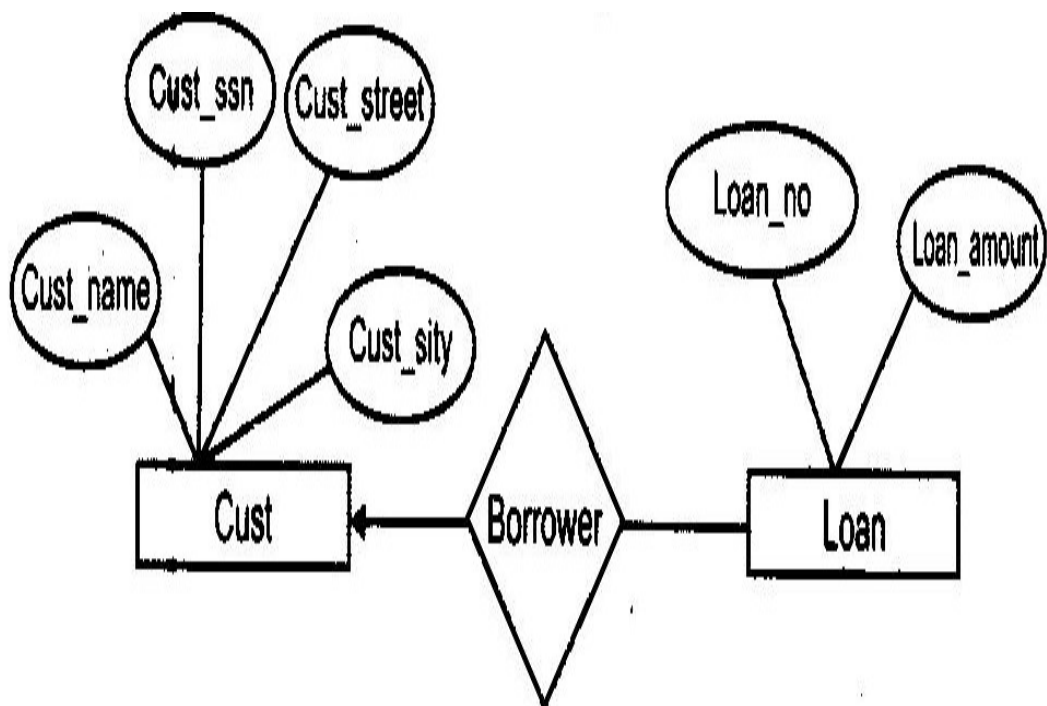 Cust_ssn
Cust_street
Cust_name
Cust_sity
Loan_no
Loan_amount
Cust
Borrower
Loan